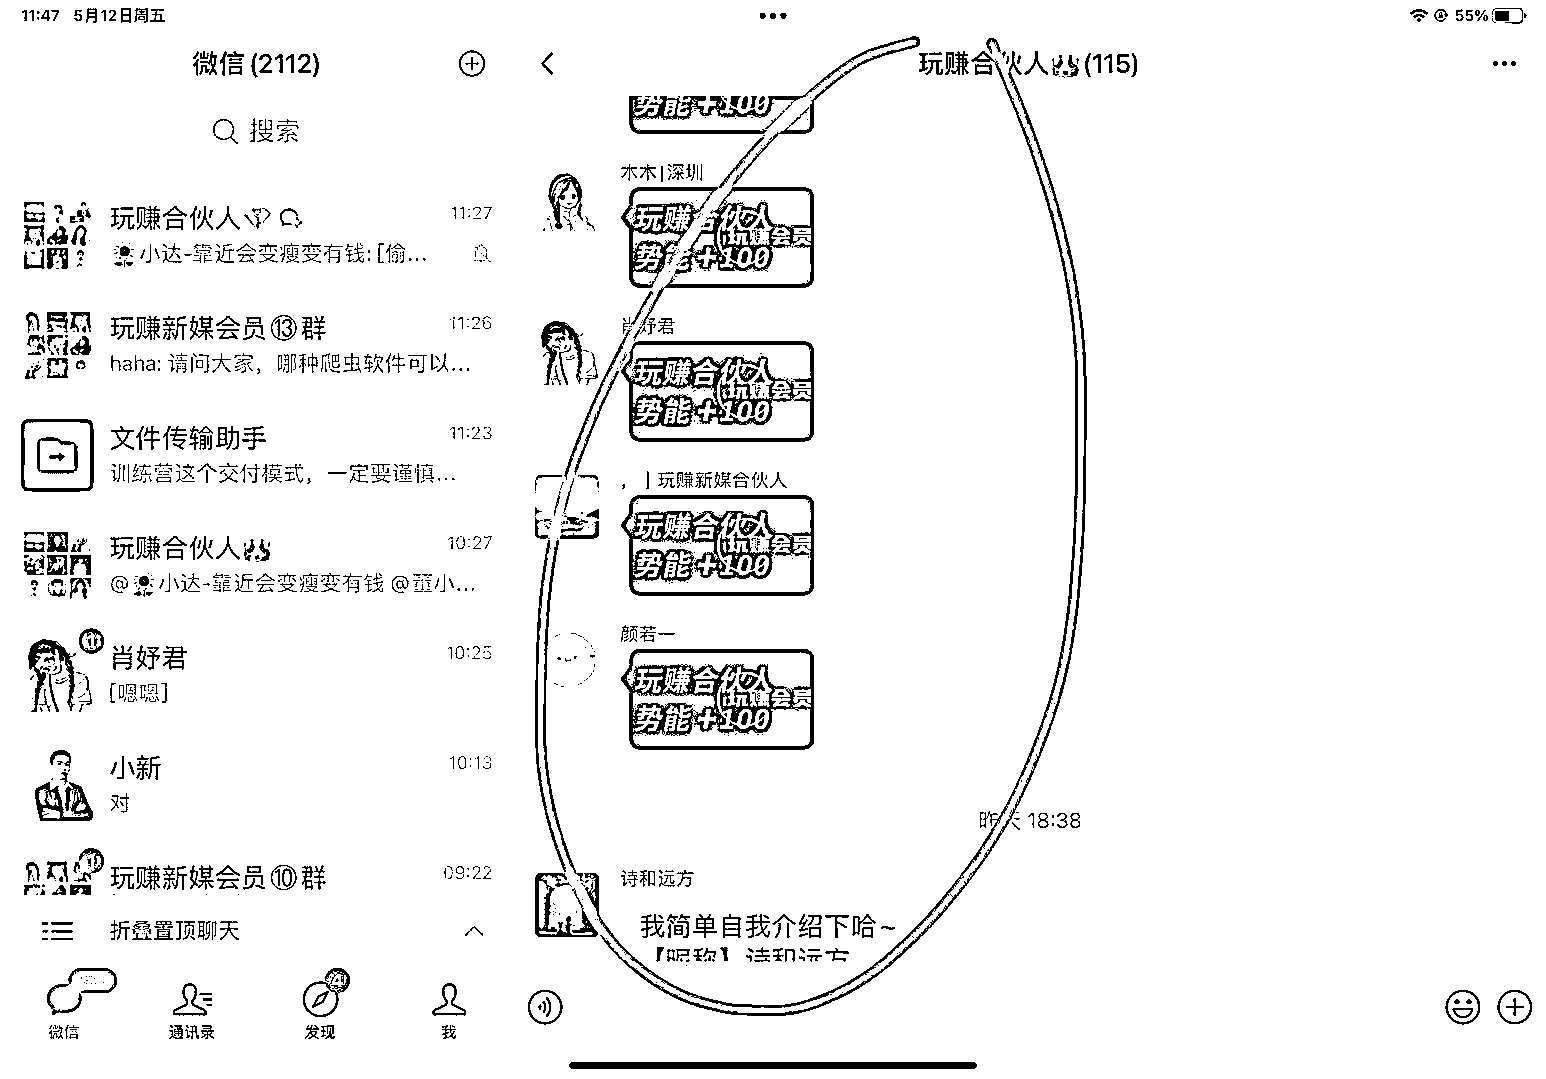 11:47 5月12日周五
55%
微信 (2112)
搜索
玩赚合伙人
11:27
小达-靠近会变瘦变有钱: [偷...
玩赚新媒会员⑬群
11:26
haha: 请问大家，哪种爬虫软件可以...
文件传输助手
11:23
训练营这个交付模式，一定要谨慎...
玩赚合伙人
10:27
@小达-靠近会变瘦变有钱 @董小...
肖妤君
10:25
[嗯嗯]
小新
10:13
对
玩赚新媒会员⑩群
09:22
折叠置顶聊天
微信
通讯录
发现
我
玩赚合伙人(115)
势能+100
木木|深圳
玩赚合伙人
玩赚会员
势能+100
肖妤君
玩赚合伙人
玩赚会员
势能+100
，丨玩赚新媒合伙人
玩赚合伙人
玩赚会员
势能+100
颜若一
玩赚合伙人
玩赚会员
势能+100
昨天 18:38
诗和远方
我简单自我介绍下哈~
【昵称】诗和远方